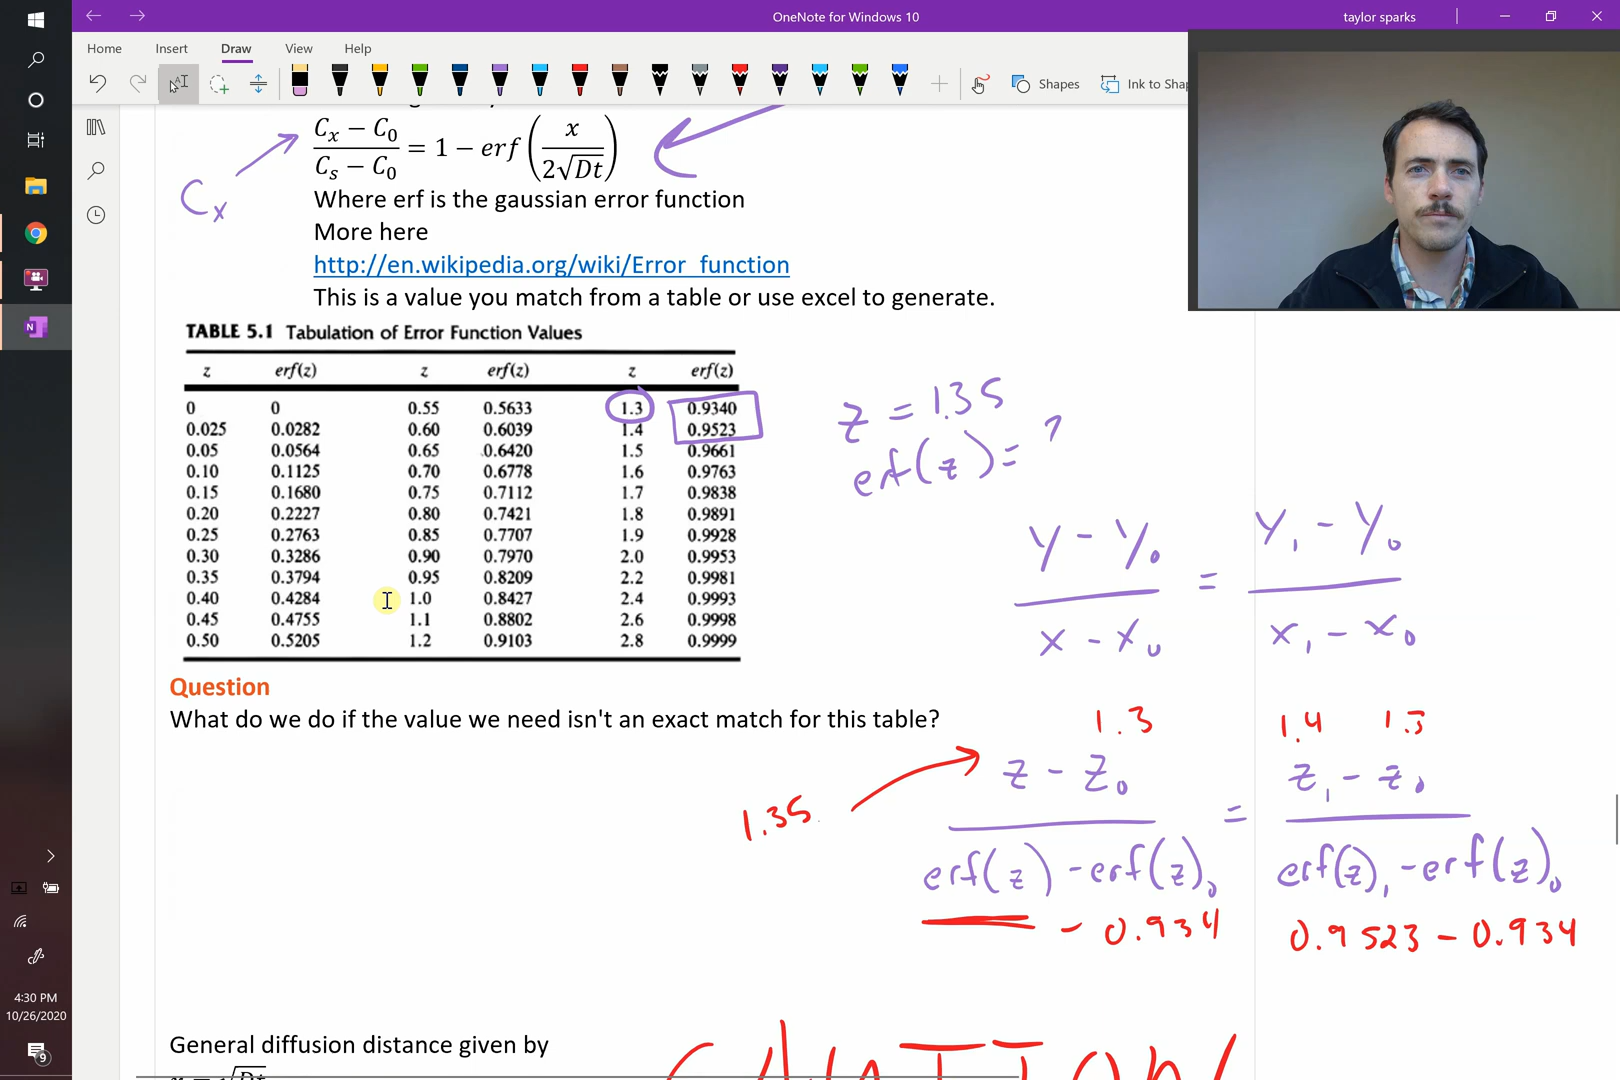 OneNote for Windows 10
taylor sparks
Home Insert Draw View Help
Shapes
Ink to Shap
Cx − C0 / Cs − C0 = 1 − erf ( x / 2√Dt )
Cx
Where erf is the gaussian error function
More here
http://en.wikipedia.org/wiki/Error_function
This is a value you match from a table or use excel to generate.
TABLE 5.1 Tabulation of Error Function Values
z erf(z) z erf(z) z erf(z)
0 0 0.55 0.5633 1.3 0.9340
0.025 0.0282 0.60 0.6039 1.4 0.9523
0.05 0.0564 0.65 0.6420 1.5 0.9661
0.10 0.1125 0.70 0.6778 1.6 0.9763
0.15 0.1680 0.75 0.7112 1.7 0.9838
0.20 0.2227 0.80 0.7421 1.8 0.9891
0.25 0.2763 0.85 0.7707 1.9 0.9928
0.30 0.3286 0.90 0.7970 2.0 0.9953
0.35 0.3794 0.95 0.8209 2.2 0.9981
0.40 0.4284 1.0 0.8427 2.4 0.9993
0.45 0.4755 1.1 0.8802 2.6 0.9998
0.50 0.5205 1.2 0.9103 2.8 0.9999
z = 1.35
erf(z) = ?
y − y0 / x − x0 = y1 − y0 / x1 − x0
Question
What do we do if the value we need isn't an exact match for this table?
1.3 1.4 1.3
1.35
z − z0 / erf(z) − erf(z)0 = z1 − z0 / erf(z)1 − erf(z)0
− 0.934 0.9523 − 0.934
General diffusion distance given by
4:30 PM
10/26/2020
9